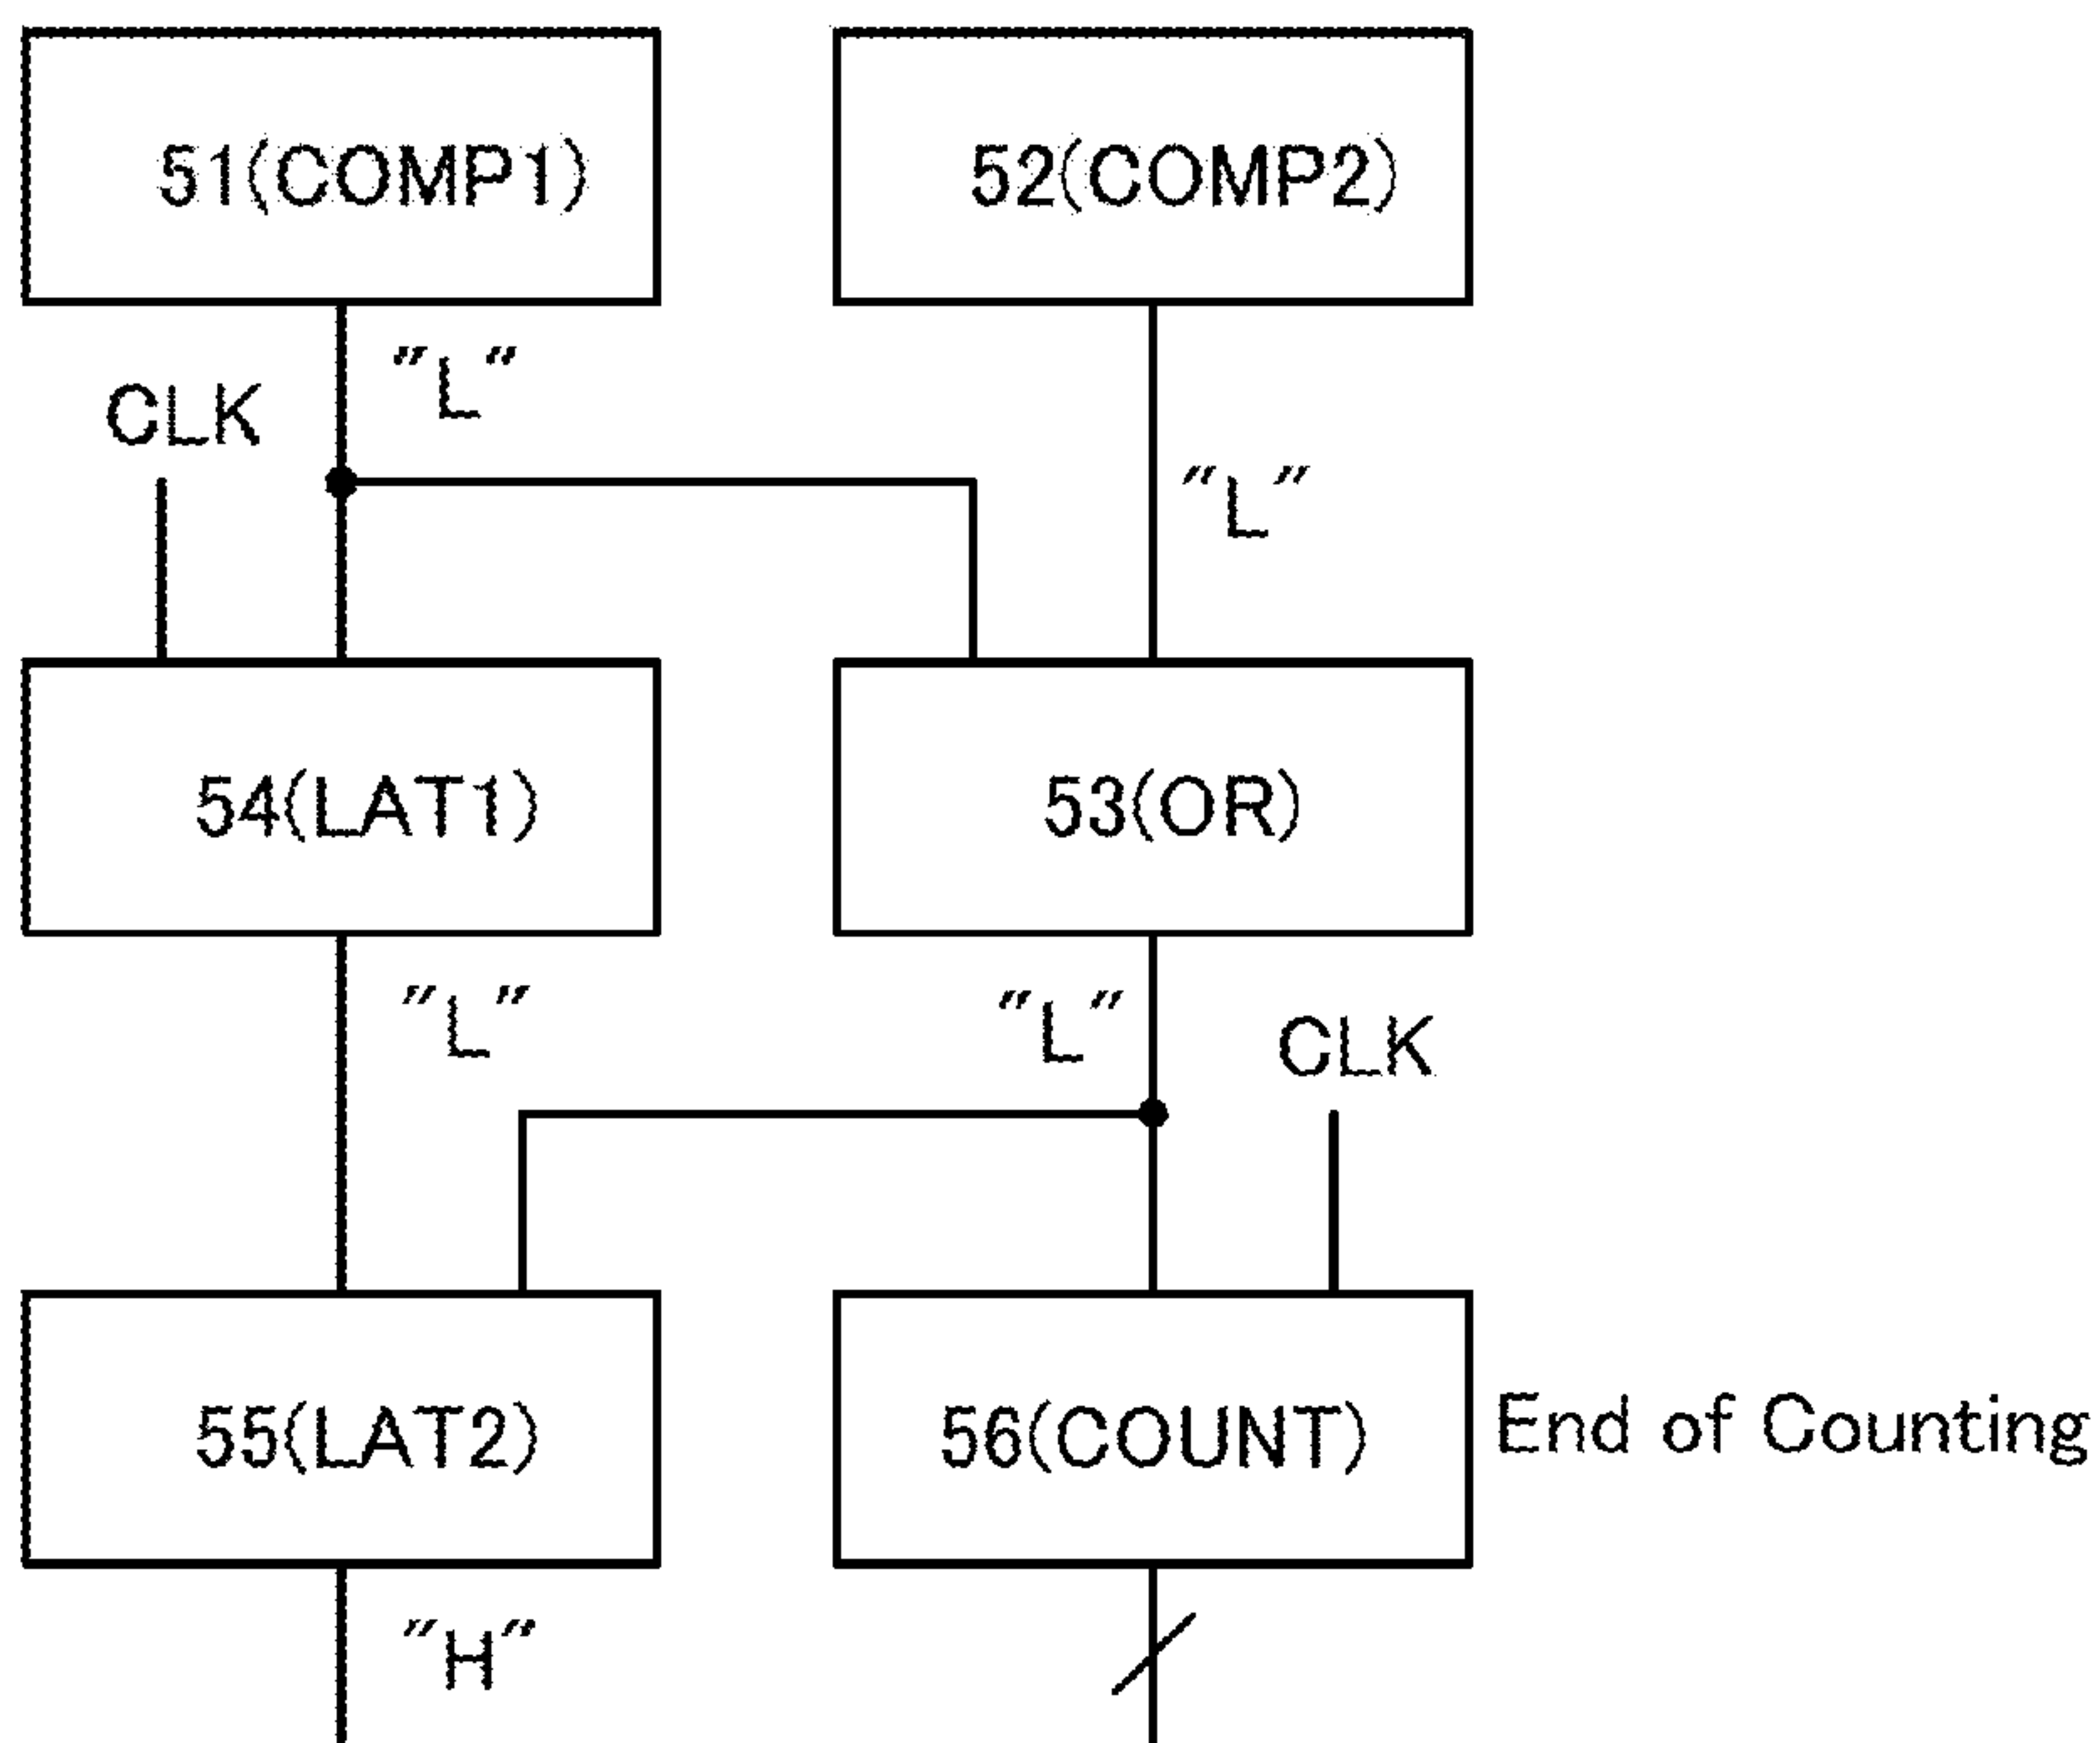 51(COMP1)
52(COMP2)
"L"
CLK
"L"
54(LAT1)
53(OR)
"L"
"L"
CLK
55(LAT2)
56(COUNT)
End of Counting
"H"